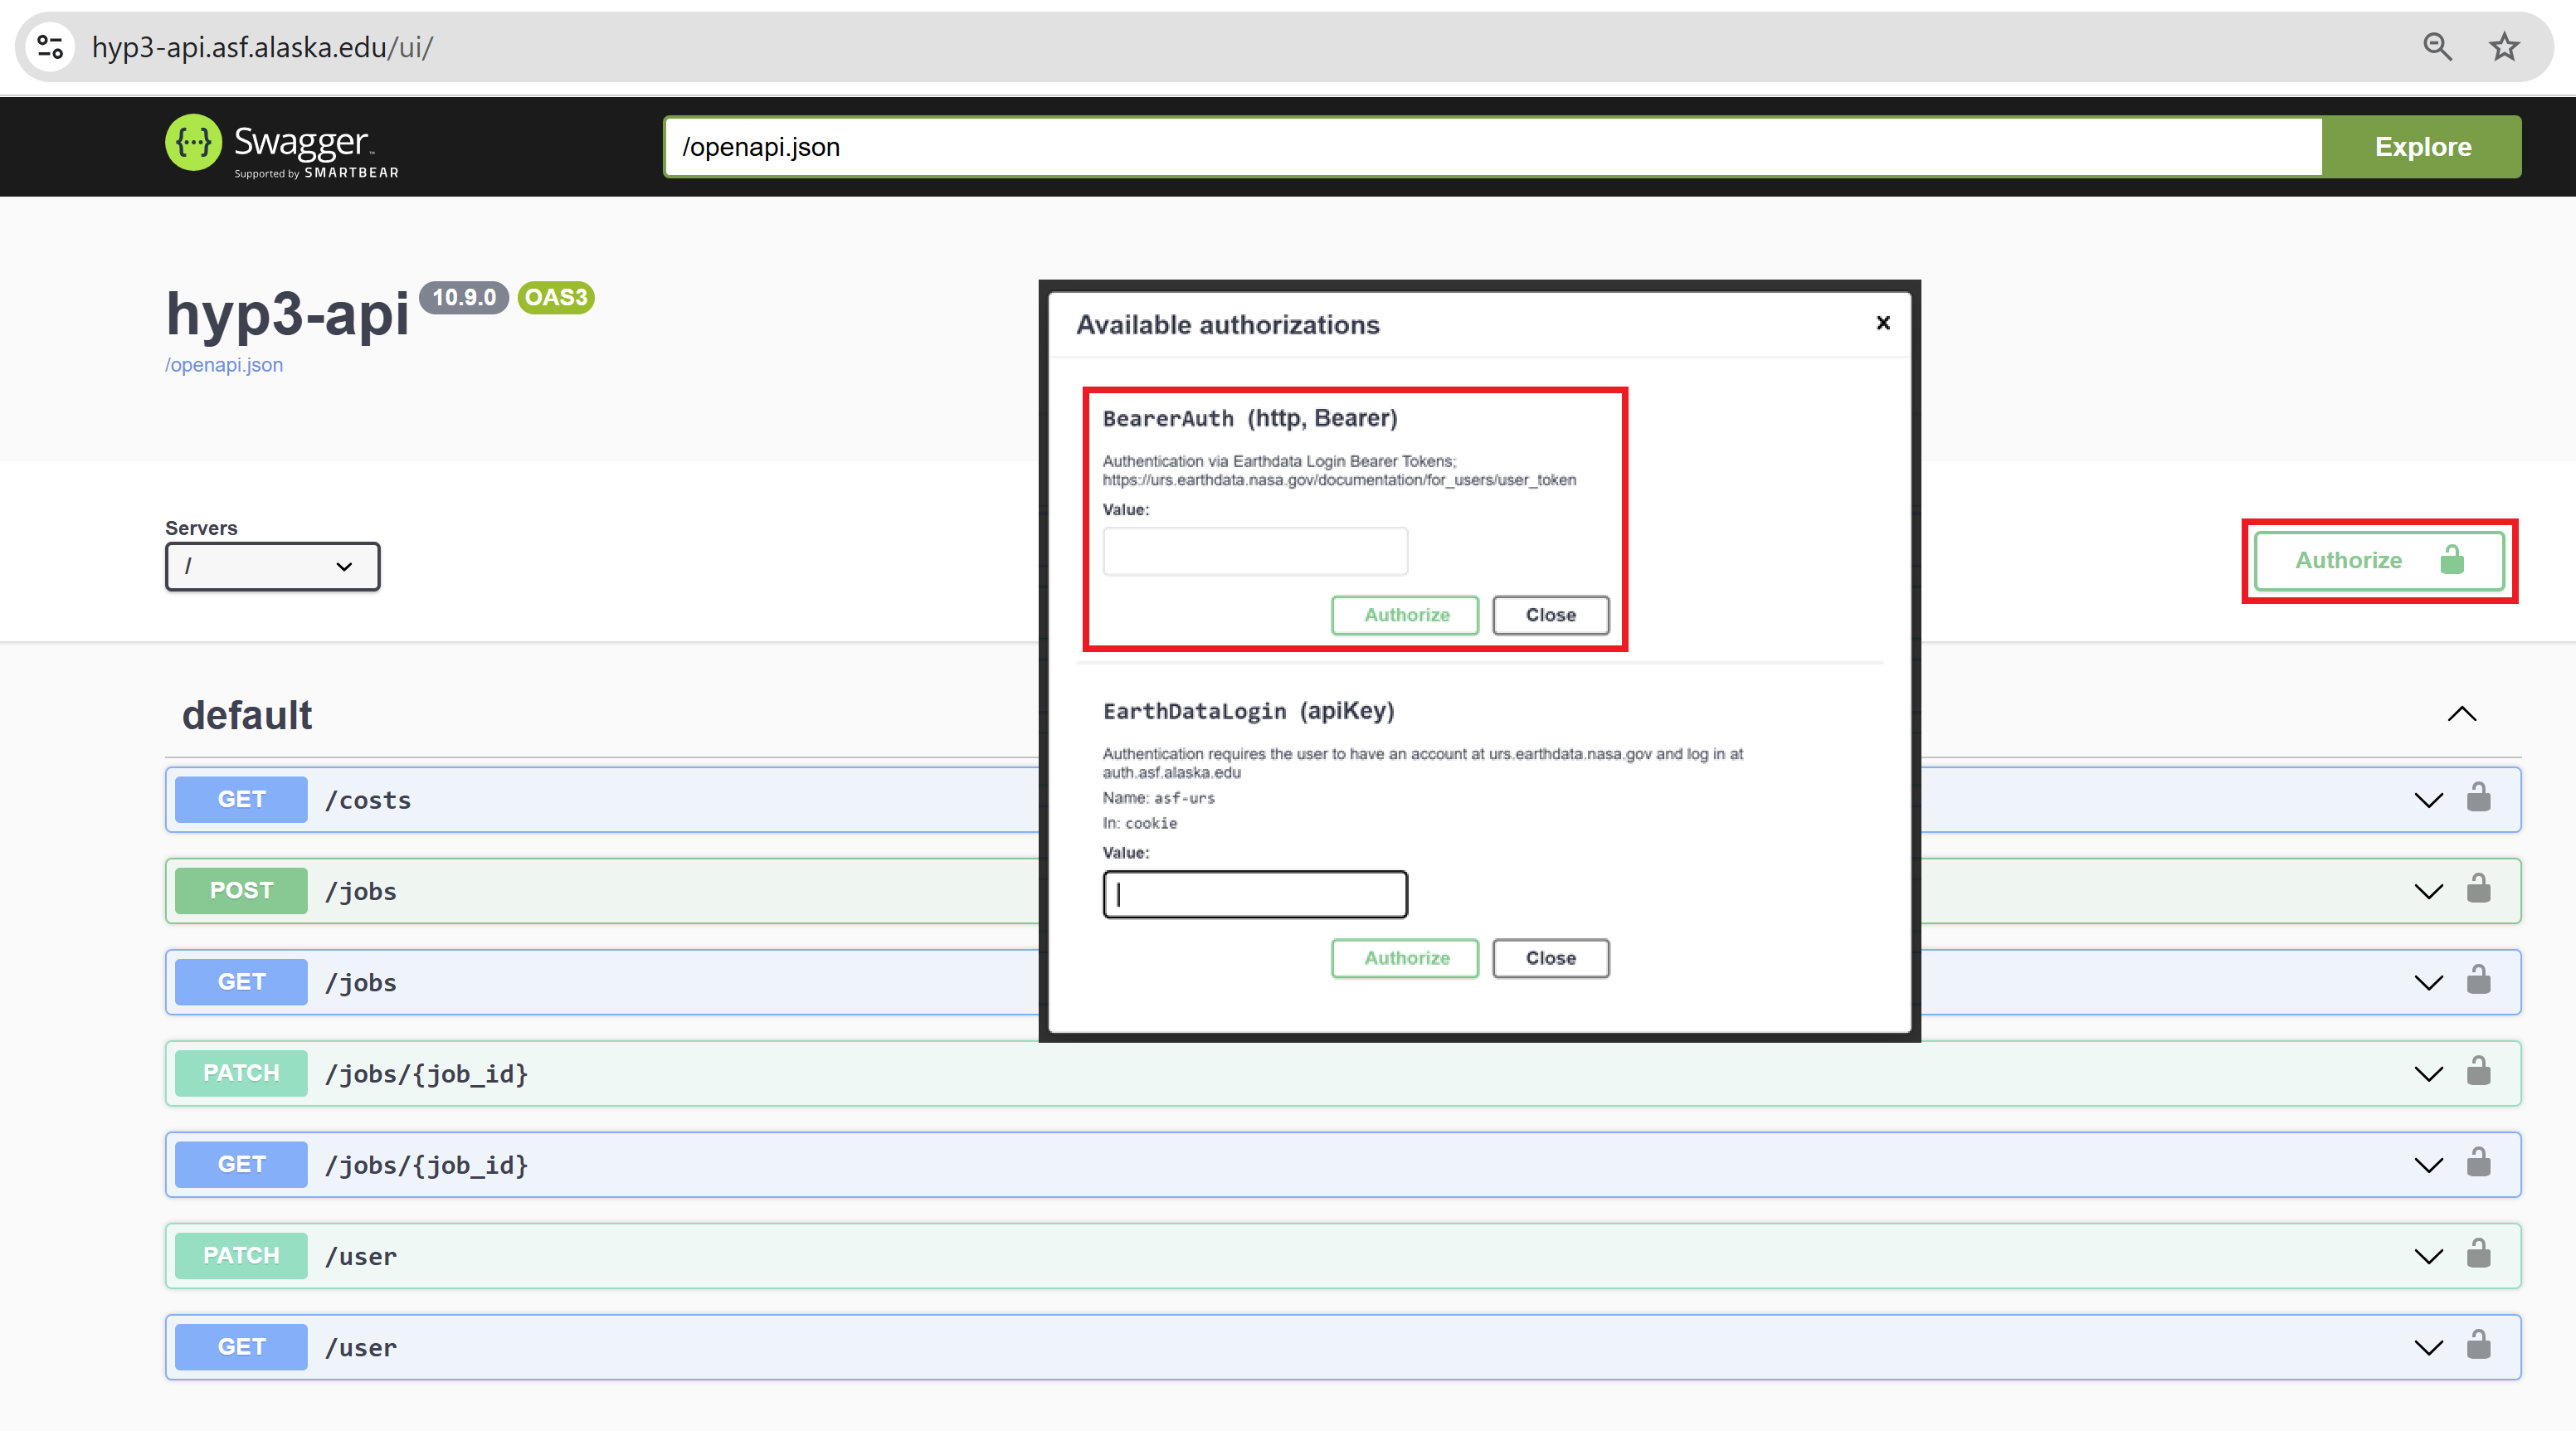 hyp3-api.asf.alaska.edu/ui/
Swagger™
Supported by SMARTBEAR
/openapi.json
Explore
hyp3-api 10.9.0 OAS3
/openapi.json
Servers
/
Authorize
Available authorizations
x
BearerAuth (http, Bearer)
Authentication via Earthdata Login Bearer Tokens;
https://urs.earthdata.nasa.gov/documentation/for_users/user_token
Value:
Authorize Close
EarthDataLogin (apiKey)
Authentication requires the user to have an account at urs.earthdata.nasa.gov and log in at
auth.asf.alaska.edu
Name: asf-urs
In: cookie
Value:
Authorize Close
default
GET /costs
POST /jobs
GET /jobs
PATCH /jobs/{job_id}
GET /jobs/{job_id}
PATCH /user
GET /user